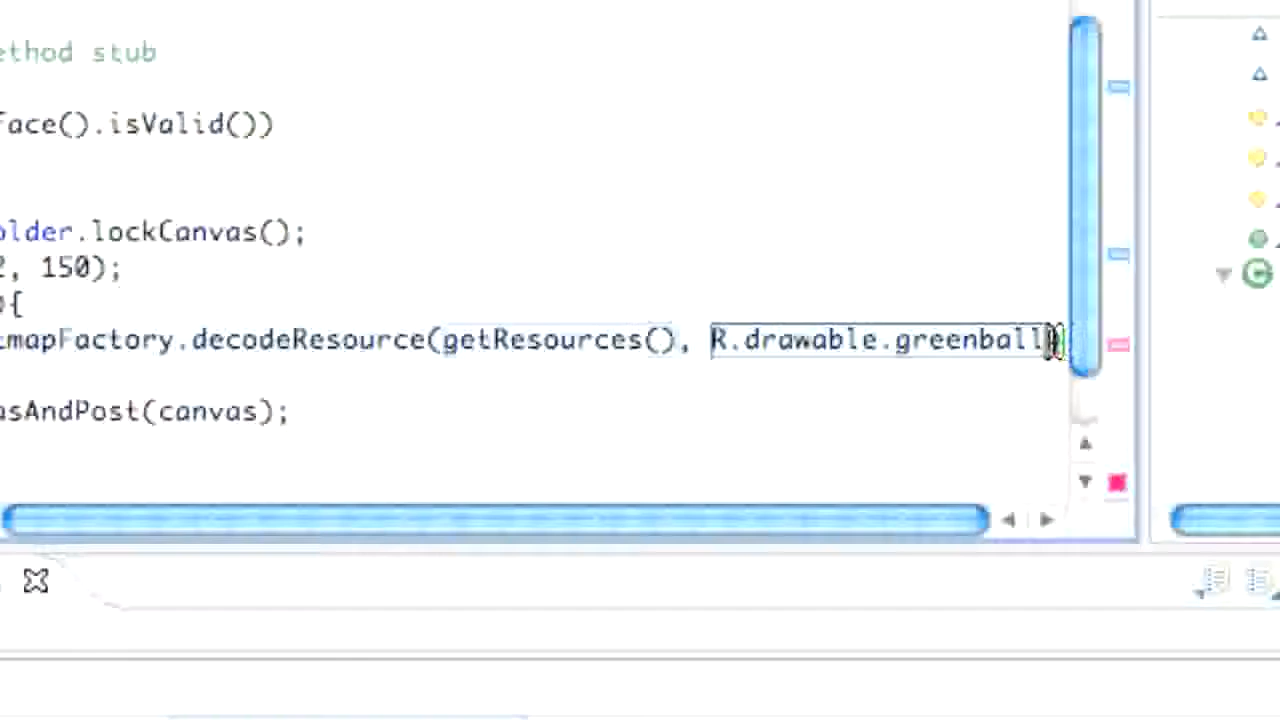 ethod stub
face().isValid())
older.lockCanvas();
2, 150);
){
tmapFactory.decodeResource(getResources(), R.drawable.greenball)
asAndPost(canvas);